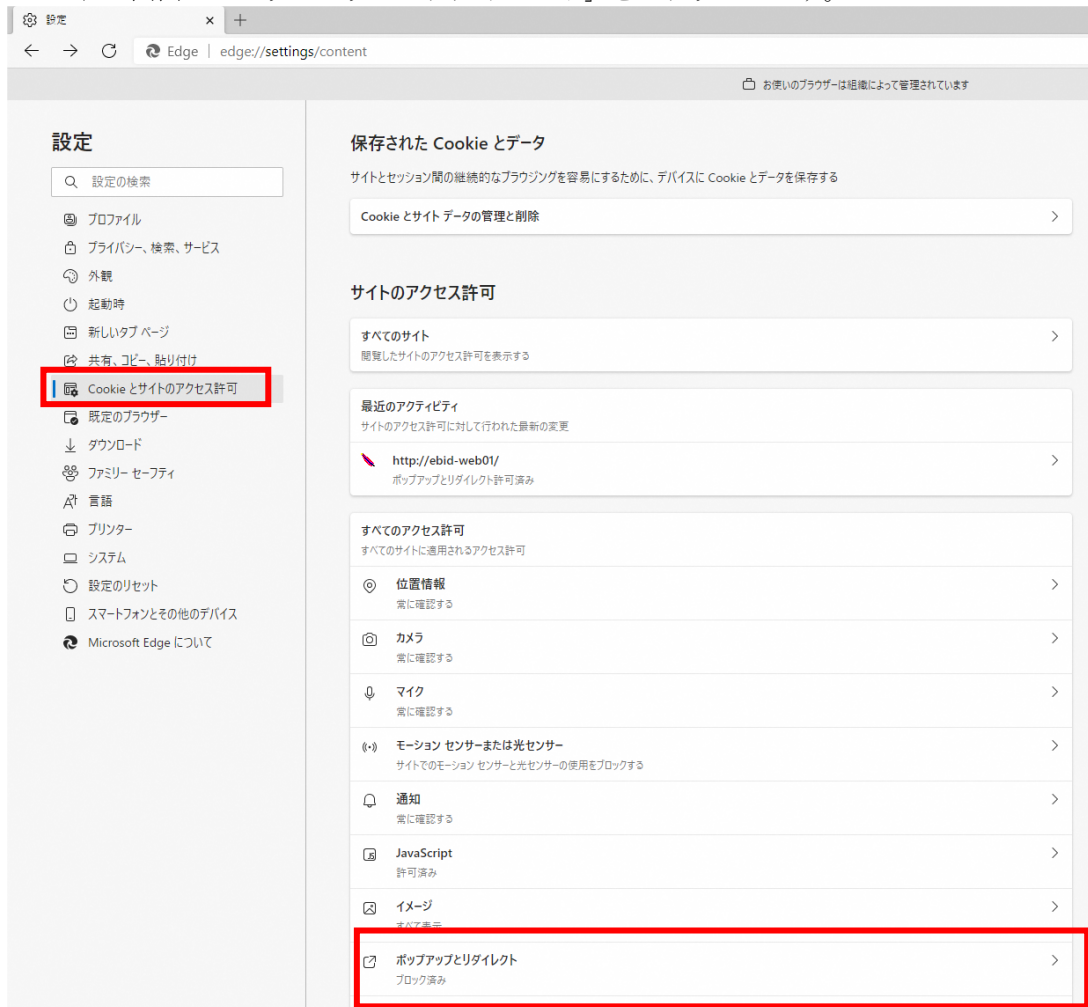 設定
Edge | edge://settings/content
お使いのブラウザーは組織によって管理されています
設定
設定の検索
プロファイル
プライバシー、検索、サービス
外観
起動時
新しいタブ ページ
共有、コピー、貼り付け
Cookie とサイトのアクセス許可
既定のブラウザー
ダウンロード
ファミリー セーフティ
言語
プリンター
システム
設定のリセット
スマートフォンとその他のデバイス
Microsoft Edge について
保存された Cookie とデータ
サイトとセッション間の継続的なブラウジングを容易にするために、デバイスに Cookie とデータを保存する
Cookie とサイト データの管理と削除
サイトのアクセス許可
すべてのサイト
閲覧したサイトのアクセス許可を表示する
最近のアクティビティ
サイトのアクセス許可に対して行われた最新の変更
http://ebid-web01/
ポップアップとリダイレクト許可済み
すべてのアクセス許可
すべてのサイトに適用されるアクセス許可
位置情報
常に確認する
カメラ
常に確認する
マイク
常に確認する
モーション センサーまたは光センサー
サイトでのモーション センサーと光センサーの使用をブロックする
通知
常に確認する
JavaScript
許可済み
イメージ
すべて表示
ポップアップとリダイレクト
ブロック済み